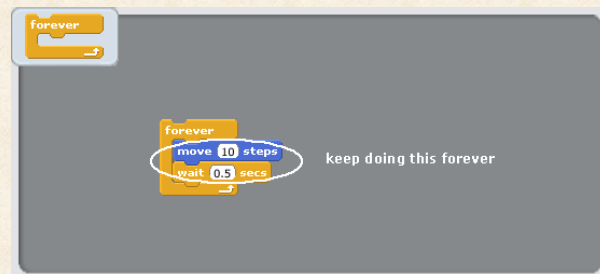 forever
forever
move 10 steps
wait 0.5 secs
keep doing this forever